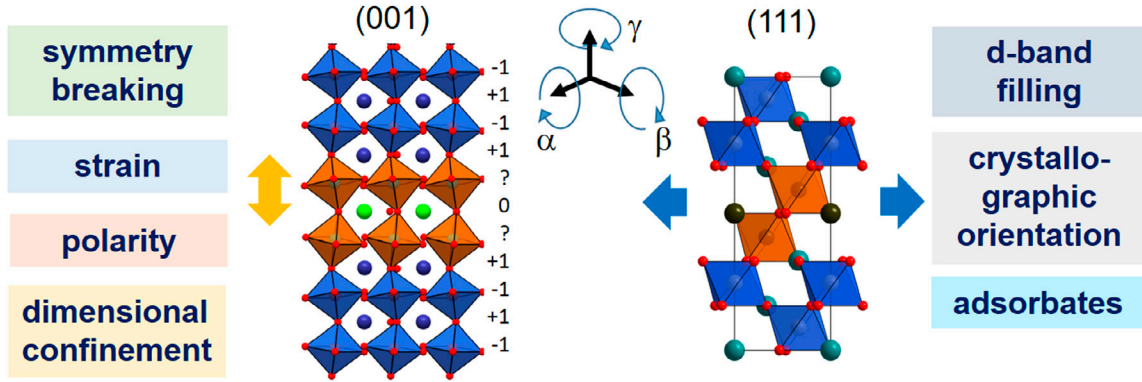 symmetry
breaking
strain
polarity
dimensional
confinement
(001)
-1
+1
-1
+1
?
0
?
+1
-1
+1
-1
γ
α
β
(111)
d-band
filling
crystallo-
graphic
orientation
adsorbates